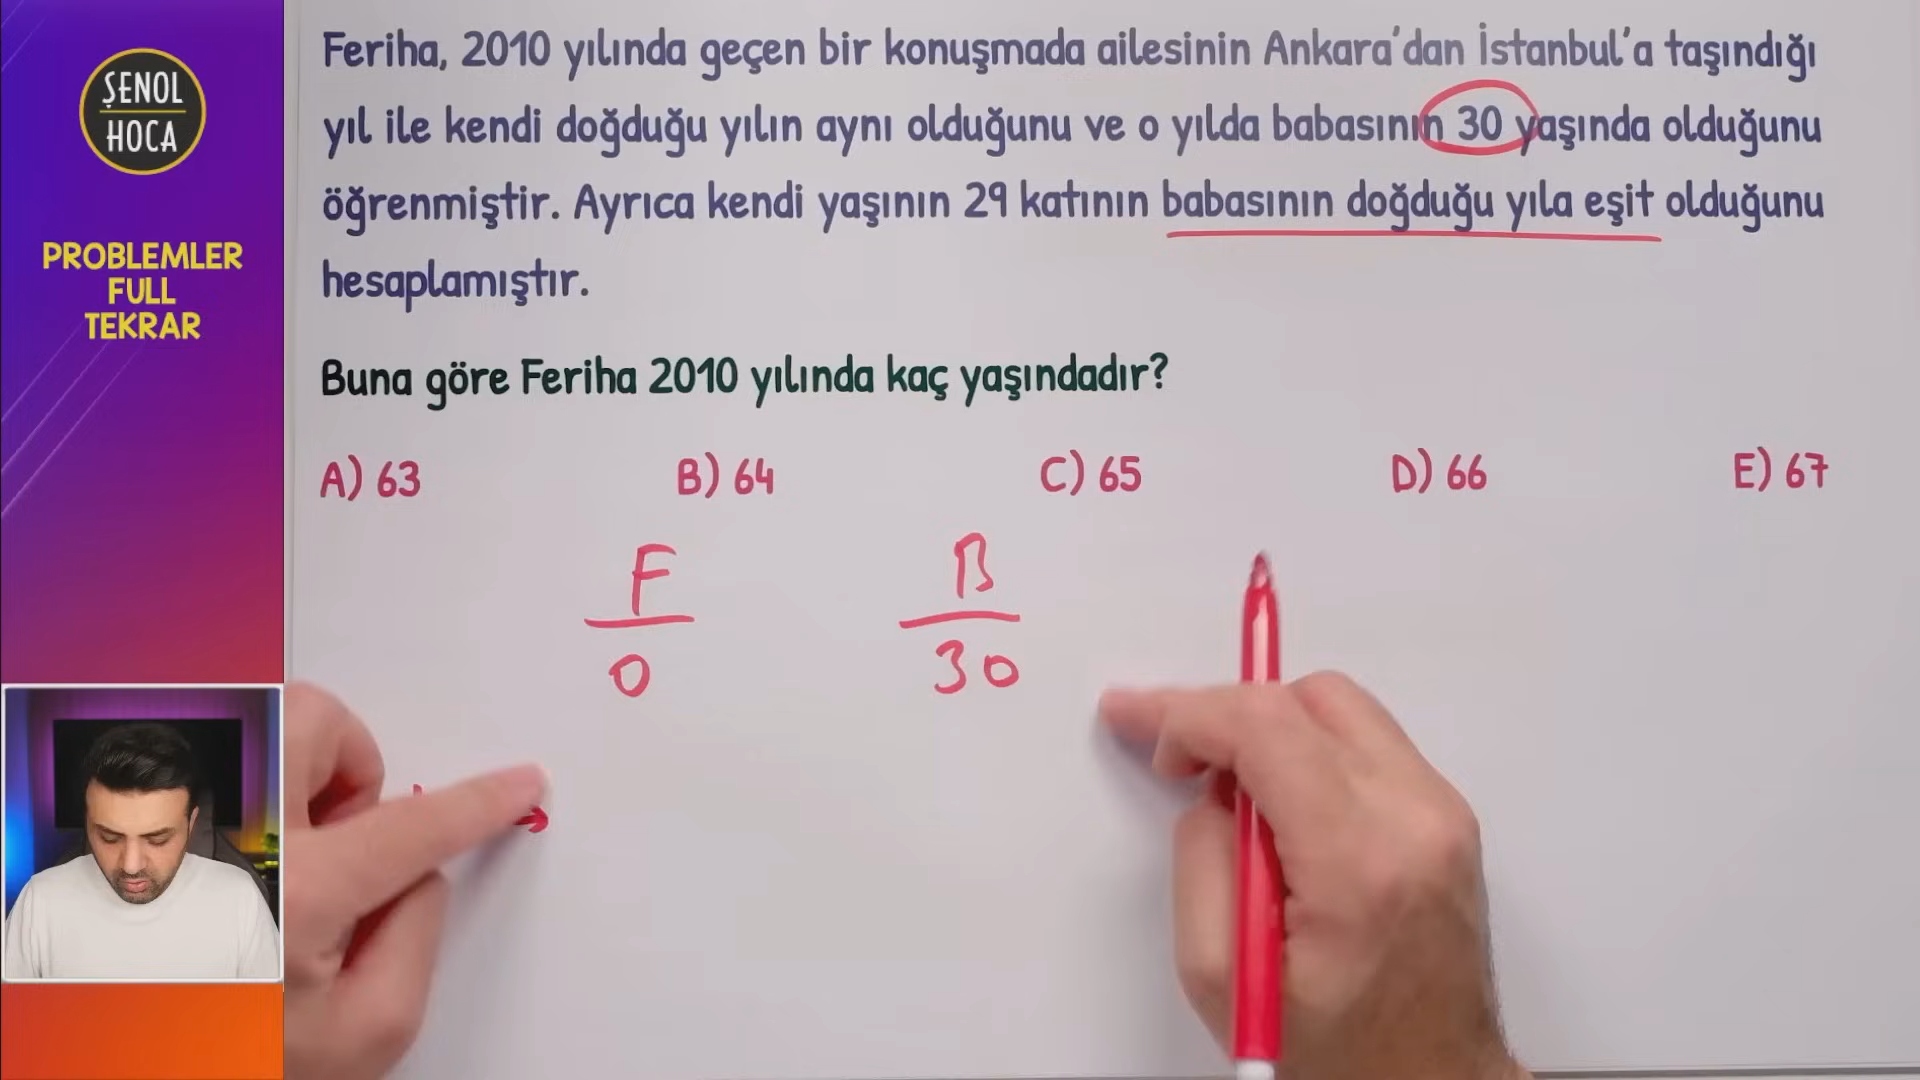 ŞENOL
HOCA
PROBLEMLER
FULL
TEKRAR
Feriha, 2010 yılında geçen bir konuşmada ailesinin Ankara'dan İstanbul'a taşındığı
yıl ile kendi doğduğu yılın aynı olduğunu ve o yılda babasının 30 yaşında olduğunu
öğrenmiştir. Ayrıca kendi yaşının 29 katının babasının doğduğu yıla eşit olduğunu
hesaplamıştır.
Buna göre Feriha 2010 yılında kaç yaşındadır?
A) 63 B) 64 C) 65 D) 66 E) 67
F B
0 30